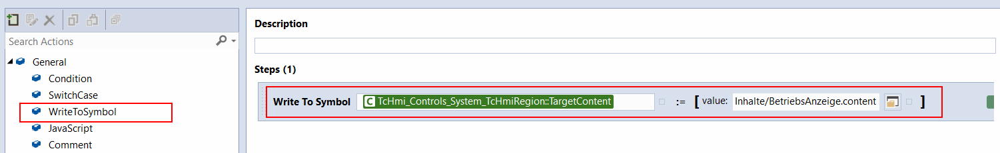 Search Actions
General
Condition
SwitchCase
WriteToSymbol
JavaScript
Comment
Description
Steps (1)
Write To Symbol C TcHmi_Controls_System_TcHmiRegion::TargetContent := [ value: Inhalte/BetriebsAnzeige.content ]